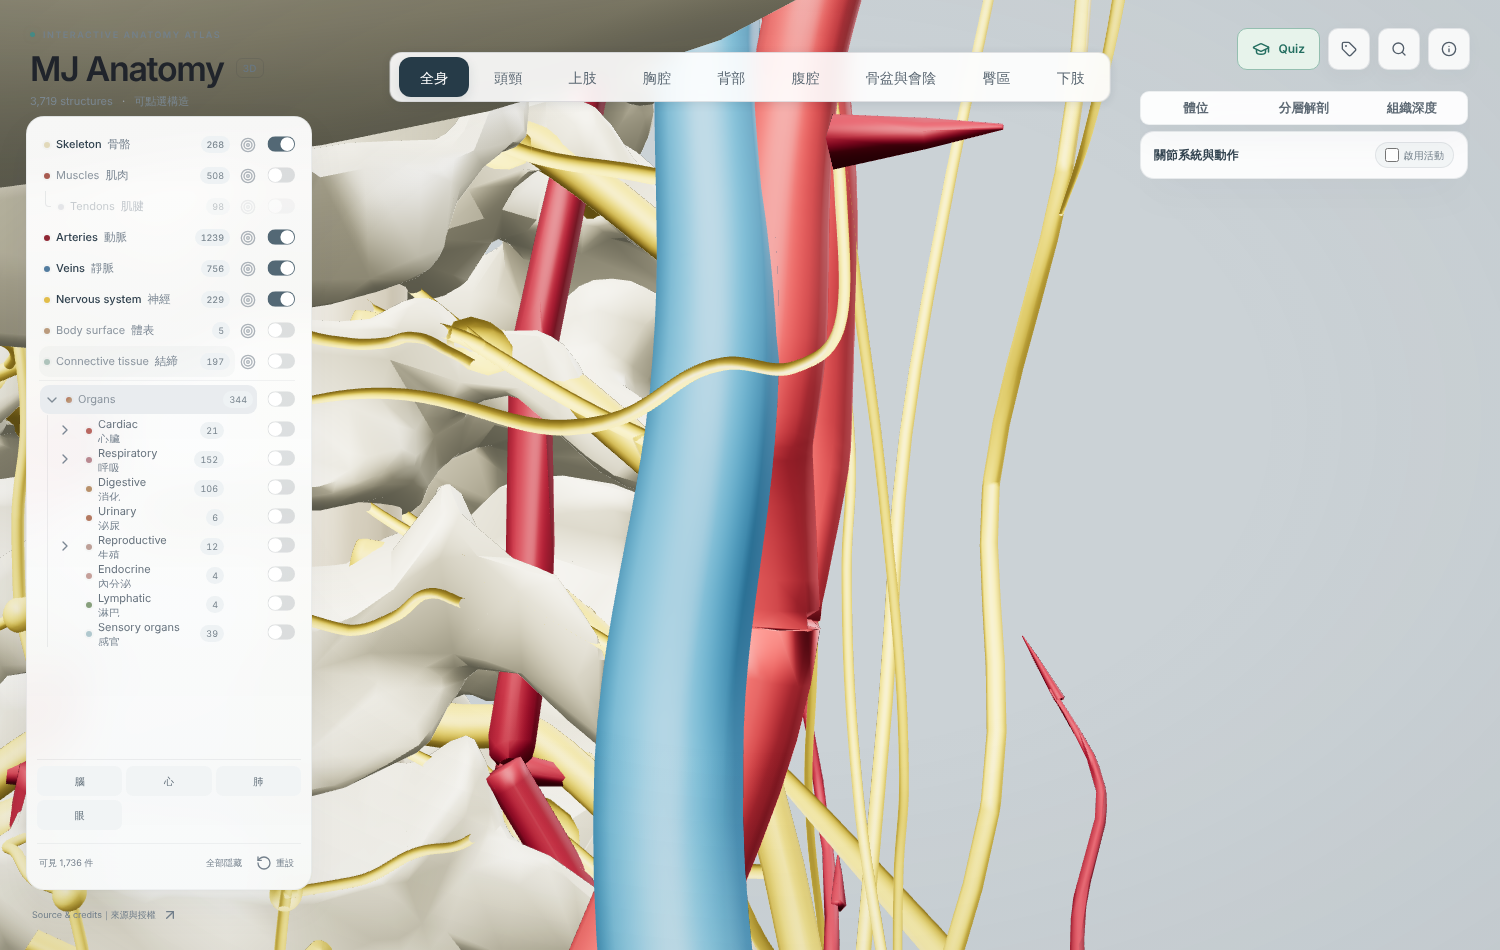 INTERACTIVE ANATOMY ATLAS
MJ Anatomy 3D
3,719 structures • 可點選構造
全身 頭頸 上肢 胸腔 背部 腹腔 骨盆與會陰 臀區 下肢
Quiz
體位 分層解剖 組織深度
關節系統與動作 啟用活動
Skeleton 骨骼 268
Muscles 肌肉 508
Tendons 肌腱 98
Arteries 動脈 1239
Veins 靜脈 756
Nervous system 神經 229
Body surface 體表 5
Connective tissue 結締 197
Organs 344
Cardiac 21
心臟
Respiratory 152
呼吸
Digestive 106
消化
Urinary 6
泌尿
Reproductive 12
生殖
Endocrine 4
內分泌
Lymphatic 4
淋巴
Sensory organs 39
感官
腦 心 肺
眼
可見 1,736 件 全部隱藏 重設
Source & credits | 來源與授權